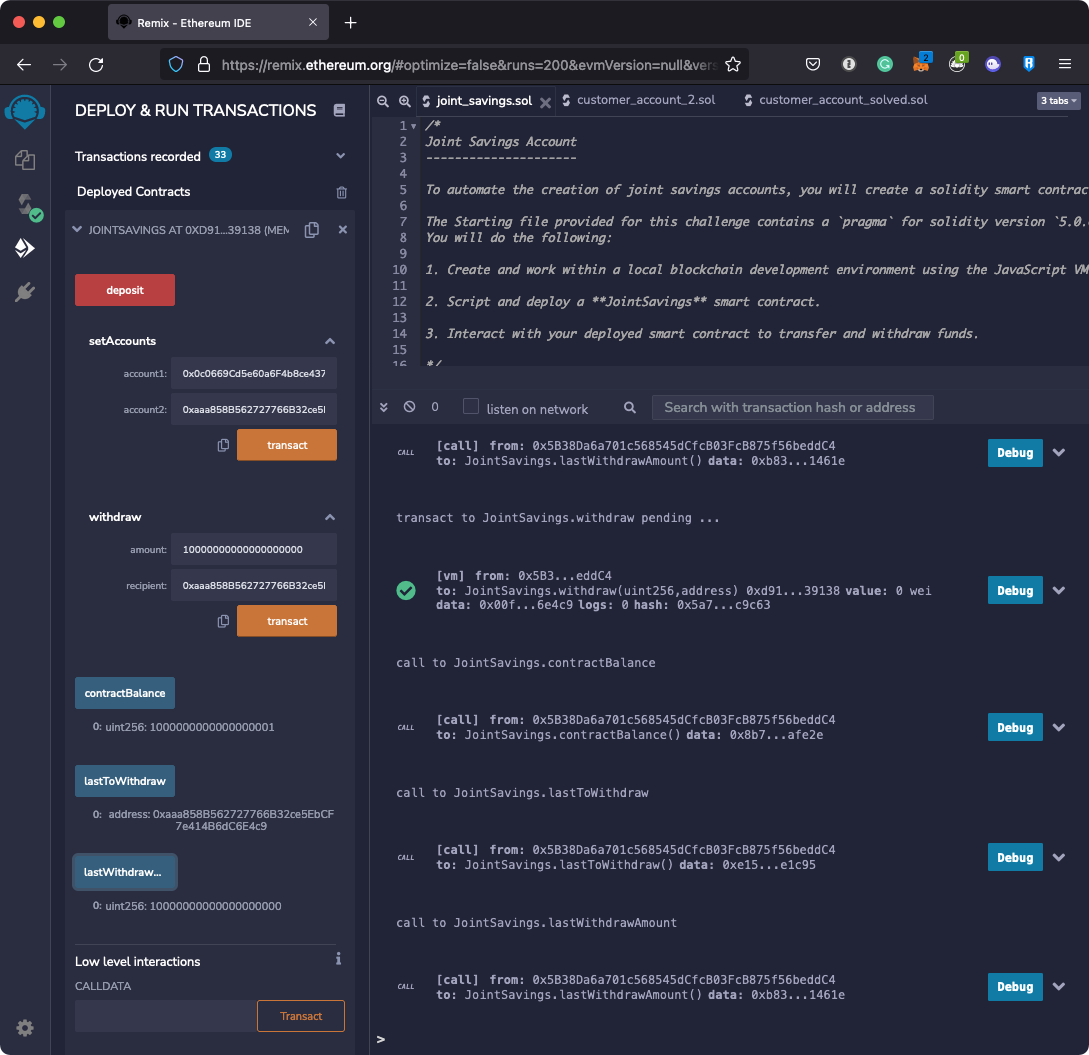 Remix - Ethereum IDE
https://remix.ethereum.org/#optimize=false&runs=200&evmVersion=null&vers
2
0
DEPLOY & RUN TRANSACTIONS
Transactions recorded 33
Deployed Contracts
JOINTSAVINGS AT 0XD91...39138 (MEM
deposit
setAccounts
account1: 0x0c0669Cd5e60a6F4b8ce437
account2: 0xaaa858B562727766B32ce5
transact
withdraw
amount: 10000000000000000000
recipient: 0xaaa858B562727766B32ce5
transact
contractBalance
0: uint256: 1000000000000000001
lastToWithdraw
0: address: 0xaaa858B562727766B32ce5EbCF
7e414B6dC6E4c9
lastWithdraw...
0: uint256: 10000000000000000000
Low level interactions
CALLDATA
Transact
joint_savings.sol
customer_account_2.sol
customer_account_solved.sol
3 tabs
1 /*
2 Joint Savings Account
3 ---------------------
4
5 To automate the creation of joint savings accounts, you will create a solidity smart contrac
6
7 The Starting file provided for this challenge contains a `pragma` for solidity version `5.0.
8 You will do the following:
9
10 1. Create and work within a local blockchain development environment using the JavaScript VM
11
12 2. Script and deploy a **JointSavings** smart contract.
13
14 3. Interact with your deployed smart contract to transfer and withdraw funds.
15
16 */
0
listen on network
Search with transaction hash or address
CALL [call] from: 0x5B38Da6a701c568545dCfcB03FcB875f56beddC4
to: JointSavings.lastWithdrawAmount() data: 0xb83...1461e
Debug
transact to JointSavings.withdraw pending ...
[vm] from: 0x5B3...eddC4
to: JointSavings.withdraw(uint256,address) 0xd91...39138 value: 0 wei
data: 0x00f...6e4c9 logs: 0 hash: 0x5a7...c9c63
Debug
call to JointSavings.contractBalance
CALL [call] from: 0x5B38Da6a701c568545dCfcB03FcB875f56beddC4
to: JointSavings.contractBalance() data: 0x8b7...afe2e
Debug
call to JointSavings.lastToWithdraw
CALL [call] from: 0x5B38Da6a701c568545dCfcB03FcB875f56beddC4
to: JointSavings.lastToWithdraw() data: 0xe15...e1c95
Debug
call to JointSavings.lastWithdrawAmount
CALL [call] from: 0x5B38Da6a701c568545dCfcB03FcB875f56beddC4
to: JointSavings.lastWithdrawAmount() data: 0xb83...1461e
Debug
>